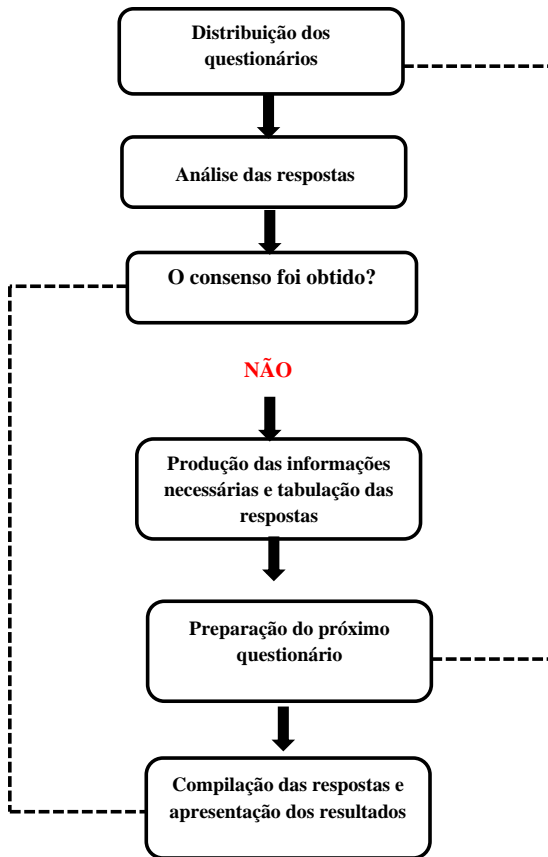 Distribuição dos
questionários
Análise das respostas
O consenso foi obtido?
NÃO
Produção das informações
necessárias e tabulação das
respostas
Preparação do próximo
questionário
Compilação das respostas e
apresentação dos resultados